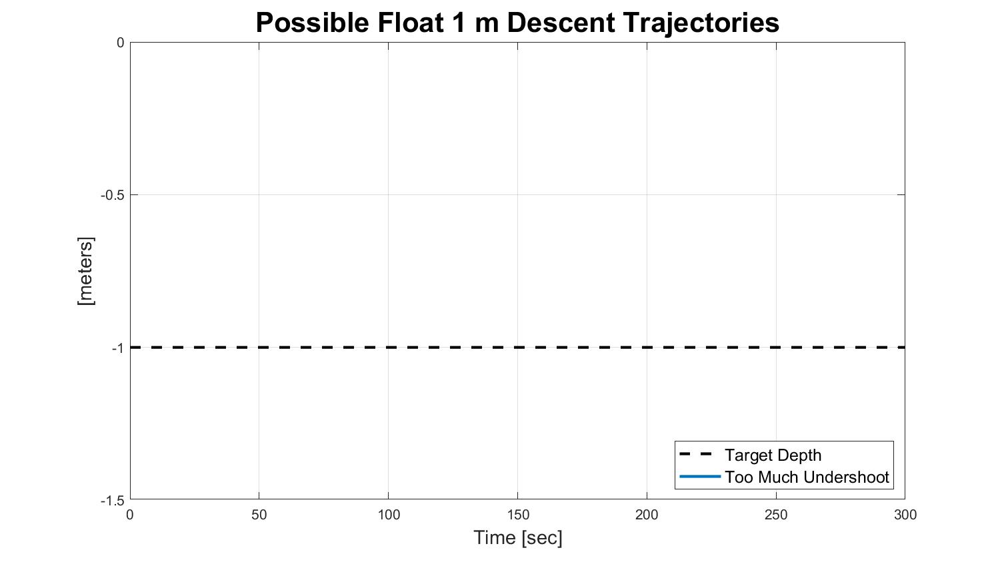 Possible Float 1 m Descent Trajectories
0
-0.5
-1
-1.5
[meters]
Target Depth
Too Much Undershoot
0 50 100 150 200 250 300
Time [sec]